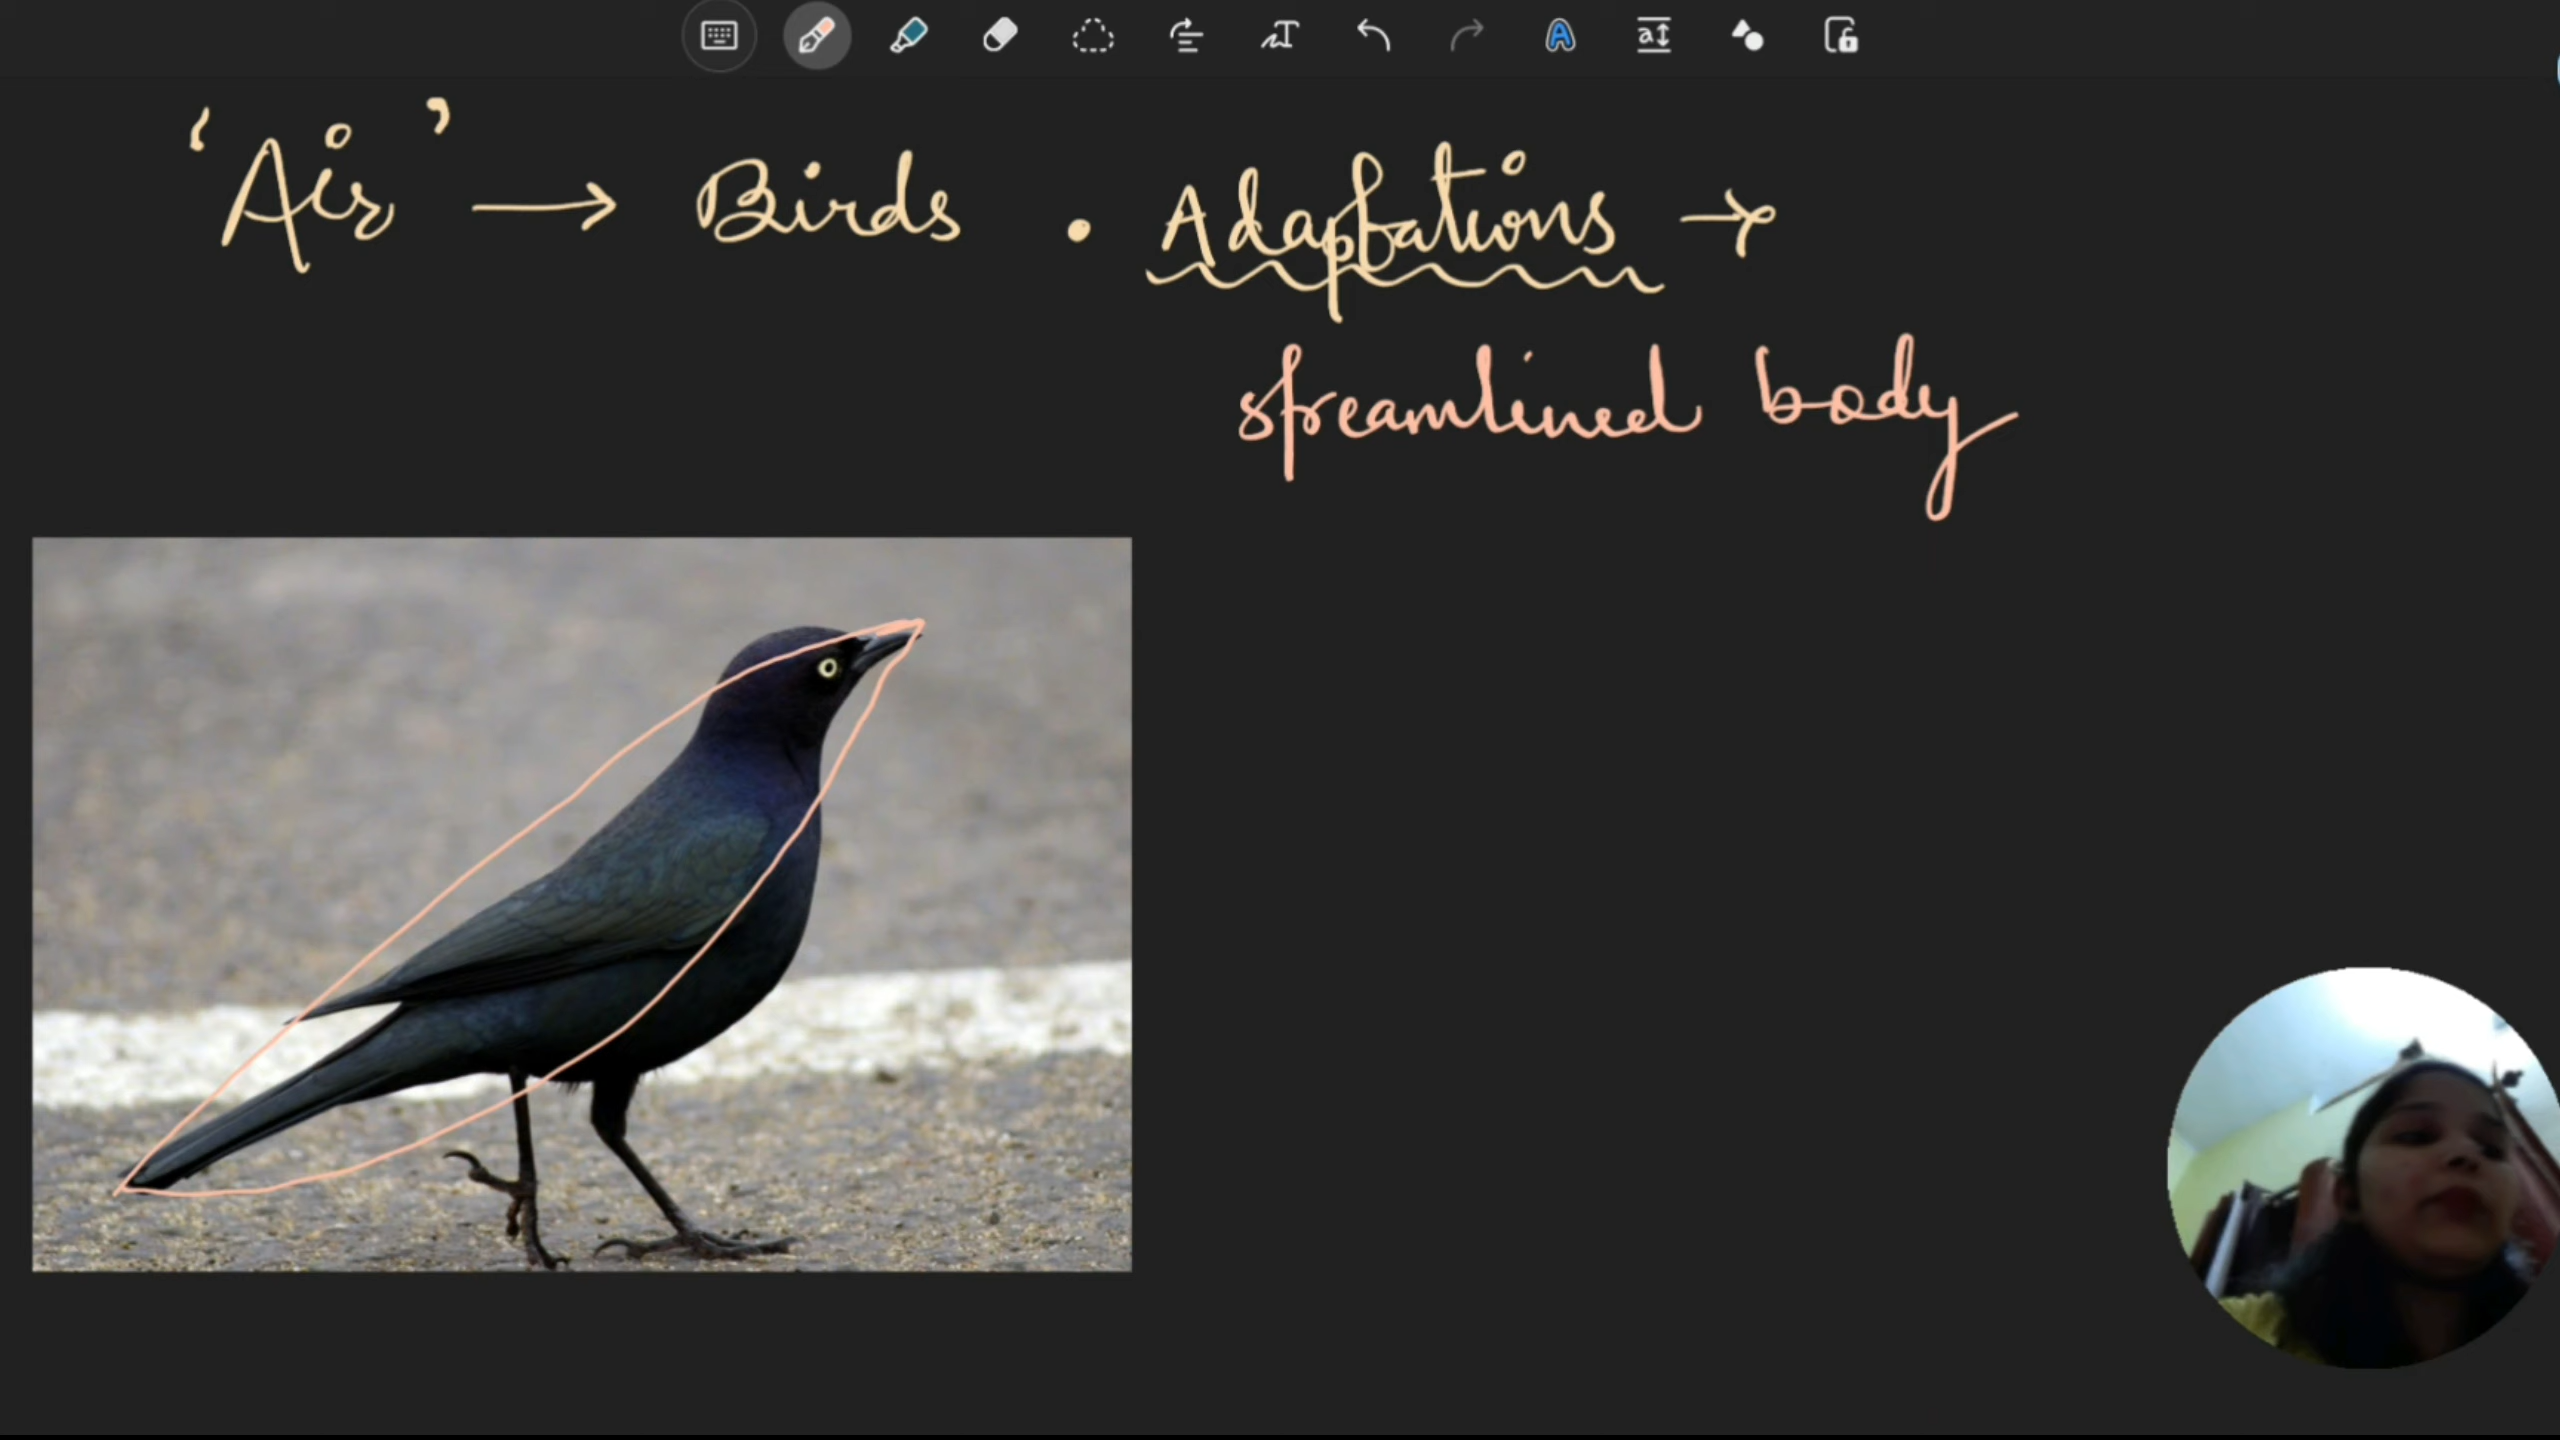 'Air' → Birds • Adaptations →
streamlined body